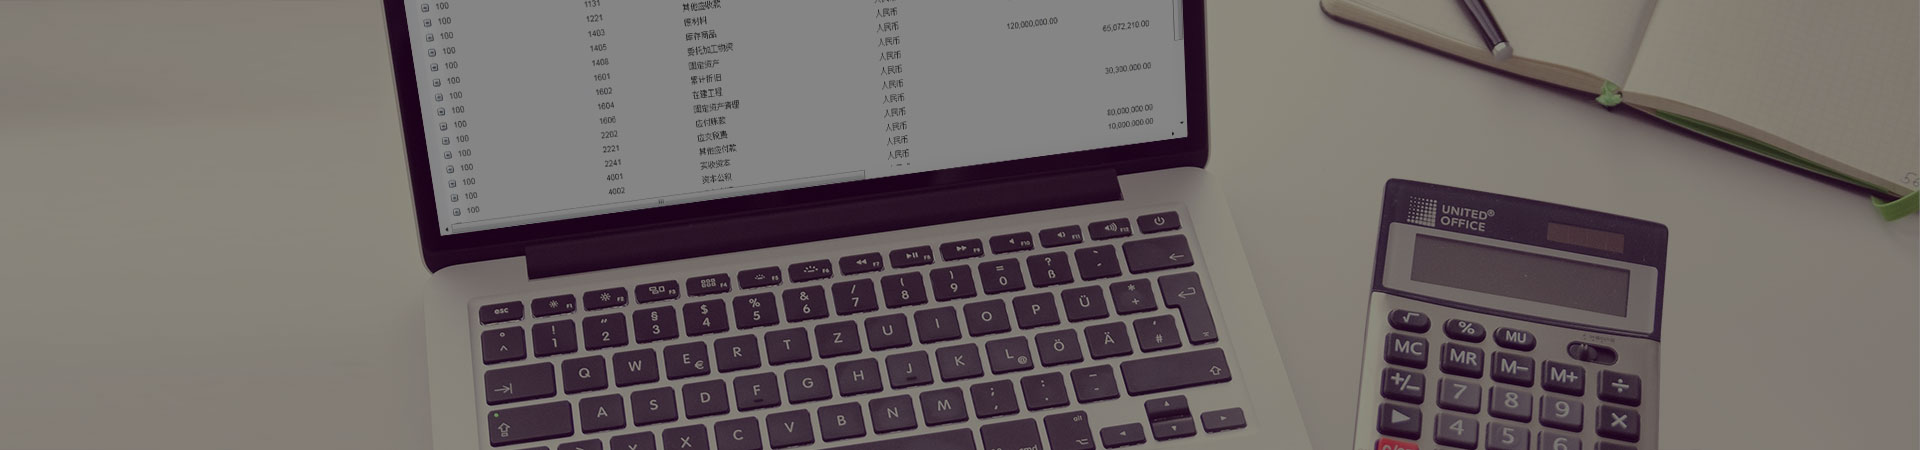 100
100 1131
100 1221 其他应收款
100 1403 原材料
100 1405 库存商品 人民币
100 1408 委托加工物资 人民币
100 1601 固定资产 人民币 120,000,000.00
100 1602 累计折旧 人民币 65,072,210.00
100 1604 在建工程 人民币
100 1606 固定资产清理 人民币
100 2202 应付账款 人民币 30,300,000.00
100 2221 应交税费 人民币
100 2241 其他应付款 人民币
100 4001 实收资本 人民币 80,000,000.00
100 4002 资本公积 人民币 10,000,000.00
esc F1 F2 F3 F4 F5 F6 F7 F8 F9 F10 F11 F12
° ^ ! 1 " 2 § 3 $ 4 % 5 & 6 / 7 ( 8 ) 9 = 0 ? ß ` ´
Q W E € R T Z U I O P Ü * +
A S D F G H J K L @ Ö Ä ' #
Y X C V B N M ; , : . _ -
alt
cmd
UNITED®
OFFICE
√ % MU
MC MR M− M+ ÷
+/− 7 8 9 ×
▶ 4 5 6
56